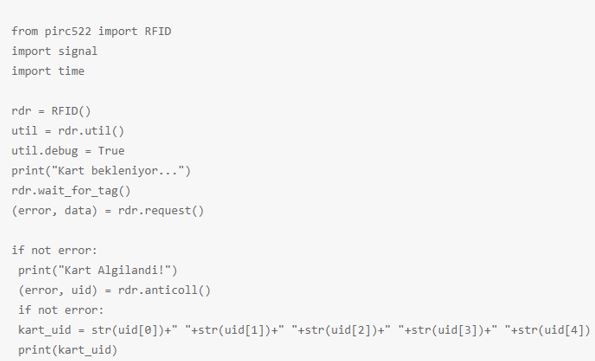 from pirc522 import RFID
import signal
import time
rdr = RFID()
util = rdr.util()
util.debug = True
print("Kart bekleniyor...")
rdr.wait_for_tag()
(error, data) = rdr.request()
if not error:
print("Kart Algilandi!")
(error, uid) = rdr.anticoll()
if not error:
kart_uid = str(uid[0])+" "+str(uid[1])+" "+str(uid[2])+" "+str(uid[3])+" "+str(uid[4])
print(kart_uid)